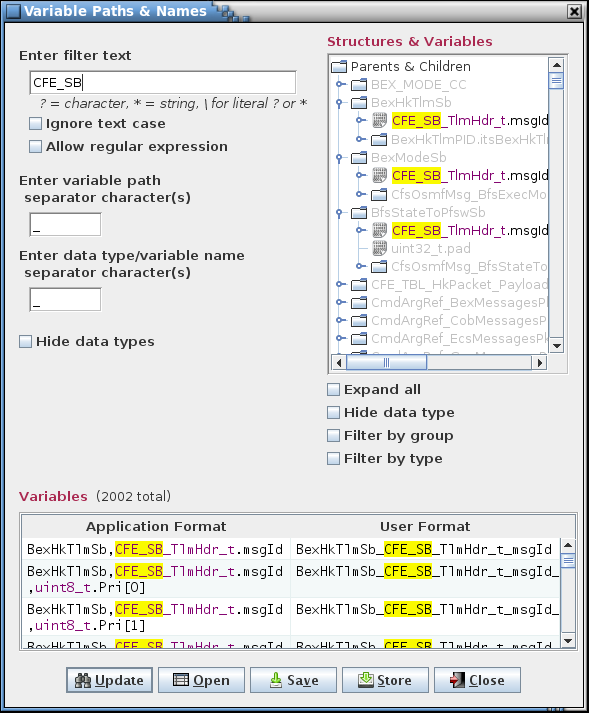 Variable Paths & Names
Enter filter text
CFE_SB
? = character, * = string, \ for literal ? or *
Ignore text case
Allow regular expression
Enter variable path
separator character(s)
_
Enter data type/variable name
separator character(s)
_
Hide data types
Structures & Variables
Parents & Children
BEX_MODE_CC
BexHkTlmSb
CFE_SB_TlmHdr_t.msgId
BexHkTlmPID.itsBexHkTl
BexModeSb
CFE_SB_TlmHdr_t.msgId
CfsOsmfMsg_BfsExecMo
BfsStateToPfswSb
CFE_SB_TlmHdr_t.msgId
uint32_t.pad
CfsOsmfMsg_BfsStateTo
CFE_TBL_HkPacket_Payload
CmdArgRef_BexMessagesPl
CmdArgRef_CobMessagesP
CmdArgRef_EcsMessagesPk
Expand all
Hide data type
Filter by group
Filter by type
Variables (2002 total)
Application Format User Format
BexHkTlmSb,CFE_SB_TlmHdr_t.msgId BexHkTlmSb_CFE_SB_TlmHdr_t_msgId
BexHkTlmSb,CFE_SB_TlmHdr_t.msgId BexHkTlmSb_CFE_SB_TlmHdr_t_msgId_
,uint8_t.Pri[0]
BexHkTlmSb,CFE_SB_TlmHdr_t.msgId BexHkTlmSb_CFE_SB_TlmHdr_t_msgId_
,uint8_t.Pri[1]
BexHkTlmSb,CFE_SB_TlmHdr_t.msgId BexHkTlmSb_CFE_SB_TlmHdr_t_msgId_
Update Open Save Store Close